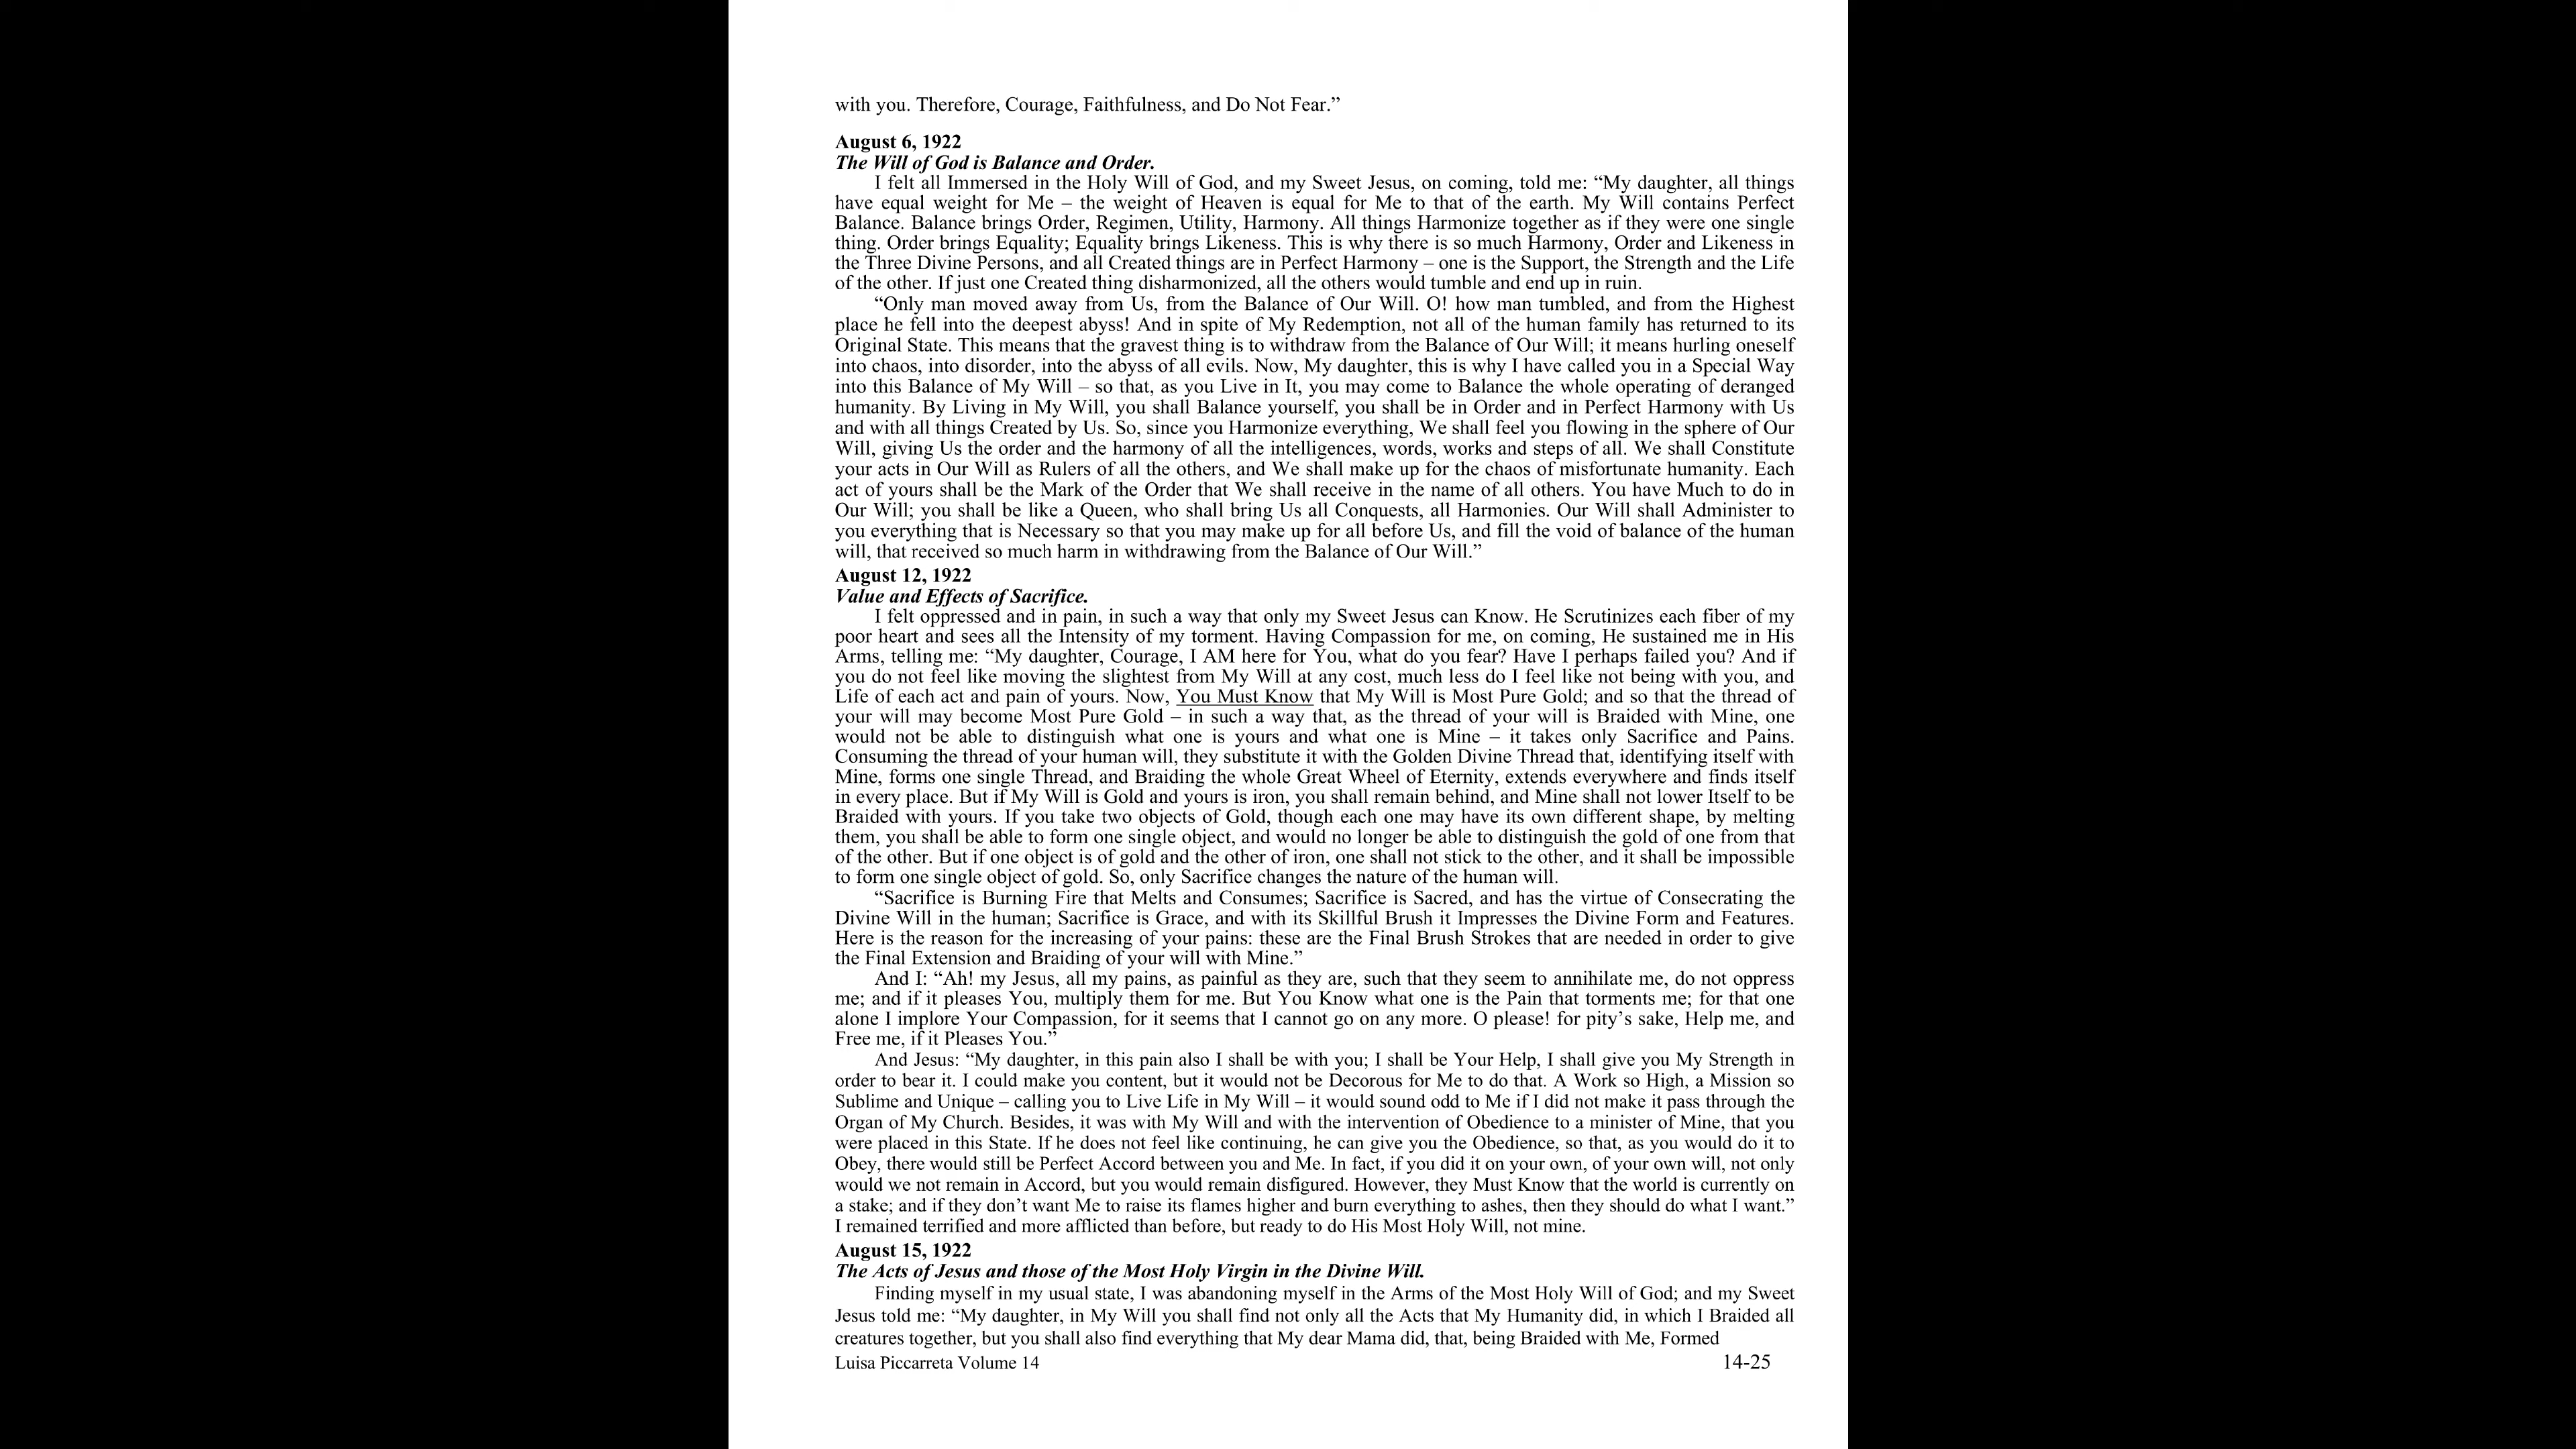 with you. Therefore, Courage, Faithfulness, and Do Not Fear.”
August 6, 1922
The Will of God is Balance and Order.
I felt all Immersed in the Holy Will of God, and my Sweet Jesus, on coming, told me: “My daughter, all things
have equal weight for Me – the weight of Heaven is equal for Me to that of the earth. My Will contains Perfect
Balance. Balance brings Order, Regimen, Utility, Harmony. All things Harmonize together as if they were one single
thing. Order brings Equality; Equality brings Likeness. This is why there is so much Harmony, Order and Likeness in
the Three Divine Persons, and all Created things are in Perfect Harmony – one is the Support, the Strength and the Life
of the other. If just one Created thing disharmonized, all the others would tumble and end up in ruin.
“Only man moved away from Us, from the Balance of Our Will. O! how man tumbled, and from the Highest
place he fell into the deepest abyss! And in spite of My Redemption, not all of the human family has returned to its
Original State. This means that the gravest thing is to withdraw from the Balance of Our Will; it means hurling oneself
into chaos, into disorder, into the abyss of all evils. Now, My daughter, this is why I have called you in a Special Way
into this Balance of My Will – so that, as you Live in It, you may come to Balance the whole operating of deranged
humanity. By Living in My Will, you shall Balance yourself, you shall be in Order and in Perfect Harmony with Us
and with all things Created by Us. So, since you Harmonize everything, We shall feel you flowing in the sphere of Our
Will, giving Us the order and the harmony of all the intelligences, words, works and steps of all. We shall Constitute
your acts in Our Will as Rulers of all the others, and We shall make up for the chaos of misfortunate humanity. Each
act of yours shall be the Mark of the Order that We shall receive in the name of all others. You have Much to do in
Our Will; you shall be like a Queen, who shall bring Us all Conquests, all Harmonies. Our Will shall Administer to
you everything that is Necessary so that you may make up for all before Us, and fill the void of balance of the human
will, that received so much harm in withdrawing from the Balance of Our Will.”
August 12, 1922
Value and Effects of Sacrifice.
I felt oppressed and in pain, in such a way that only my Sweet Jesus can Know. He Scrutinizes each fiber of my
poor heart and sees all the Intensity of my torment. Having Compassion for me, on coming, He sustained me in His
Arms, telling me: “My daughter, Courage, I AM here for You, what do you fear? Have I perhaps failed you? And if
you do not feel like moving the slightest from My Will at any cost, much less do I feel like not being with you, and
Life of each act and pain of yours. Now, You Must Know that My Will is Most Pure Gold; and so that the thread of
your will may become Most Pure Gold – in such a way that, as the thread of your will is Braided with Mine, one
would not be able to distinguish what one is yours and what one is Mine – it takes only Sacrifice and Pains.
Consuming the thread of your human will, they substitute it with the Golden Divine Thread that, identifying itself with
Mine, forms one single Thread, and Braiding the whole Great Wheel of Eternity, extends everywhere and finds itself
in every place. But if My Will is Gold and yours is iron, you shall remain behind, and Mine shall not lower Itself to be
Braided with yours. If you take two objects of Gold, though each one may have its own different shape, by melting
them, you shall be able to form one single object, and would no longer be able to distinguish the gold of one from that
of the other. But if one object is of gold and the other of iron, one shall not stick to the other, and it shall be impossible
to form one single object of gold. So, only Sacrifice changes the nature of the human will.
“Sacrifice is Burning Fire that Melts and Consumes; Sacrifice is Sacred, and has the virtue of Consecrating the
Divine Will in the human; Sacrifice is Grace, and with its Skillful Brush it Impresses the Divine Form and Features.
Here is the reason for the increasing of your pains: these are the Final Brush Strokes that are needed in order to give
the Final Extension and Braiding of your will with Mine.”
And I: “Ah! my Jesus, all my pains, as painful as they are, such that they seem to annihilate me, do not oppress
me; and if it pleases You, multiply them for me. But You Know what one is the Pain that torments me; for that one
alone I implore Your Compassion, for it seems that I cannot go on any more. O please! for pity’s sake, Help me, and
Free me, if it Pleases You.”
And Jesus: “My daughter, in this pain also I shall be with you; I shall be Your Help, I shall give you My Strength in
order to bear it. I could make you content, but it would not be Decorous for Me to do that. A Work so High, a Mission so
Sublime and Unique – calling you to Live Life in My Will – it would sound odd to Me if I did not make it pass through the
Organ of My Church. Besides, it was with My Will and with the intervention of Obedience to a minister of Mine, that you
were placed in this State. If he does not feel like continuing, he can give you the Obedience, so that, as you would do it to
Obey, there would still be Perfect Accord between you and Me. In fact, if you did it on your own, of your own will, not only
would we not remain in Accord, but you would remain disfigured. However, they Must Know that the world is currently on
a stake; and if they don’t want Me to raise its flames higher and burn everything to ashes, then they should do what I want.”
I remained terrified and more afflicted than before, but ready to do His Most Holy Will, not mine.
August 15, 1922
The Acts of Jesus and those of the Most Holy Virgin in the Divine Will.
Finding myself in my usual state, I was abandoning myself in the Arms of the Most Holy Will of God; and my Sweet
Jesus told me: “My daughter, in My Will you shall find not only all the Acts that My Humanity did, in which I Braided all
creatures together, but you shall also find everything that My dear Mama did, that, being Braided with Me, Formed
Luisa Piccarreta Volume 14 14-25